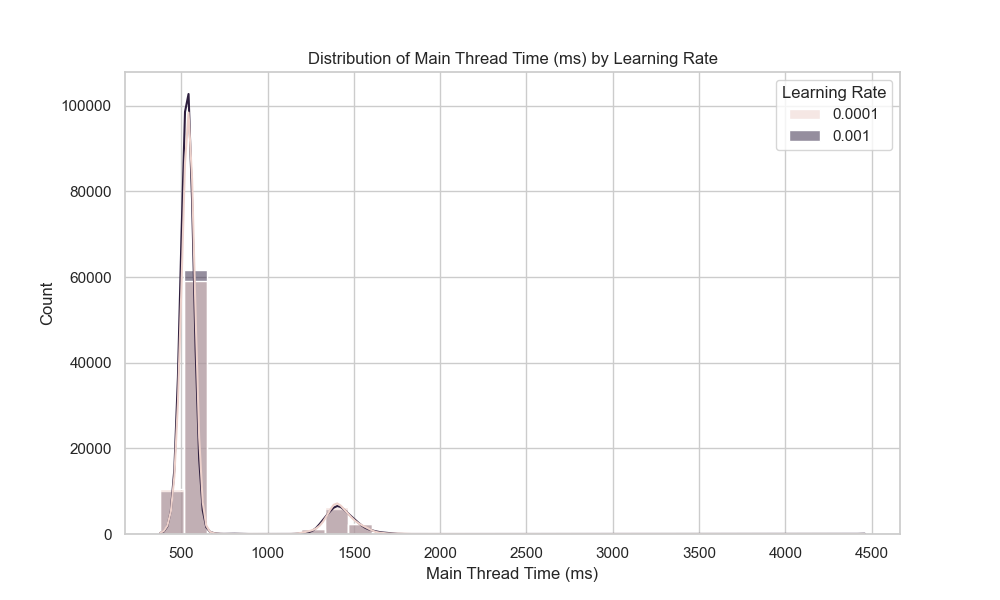 Distribution of Main Thread Time (ms) by Learning Rate
Learning Rate
0.0001
0.001
100000
80000
60000
40000
20000
0
Count
500 1000 1500 2000 2500 3000 3500 4000 4500
Main Thread Time (ms)